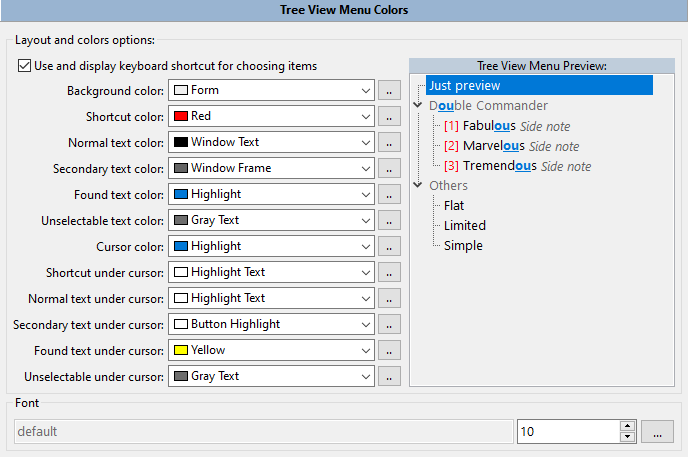 Tree View Menu Colors
Layout and colors options:
Use and display keyboard shortcut for choosing items
Background color: Form ..
Shortcut color: Red ..
Normal text color: Window Text ..
Secondary text color: Window Frame ..
Found text color: Highlight ..
Unselectable text color: Gray Text ..
Cursor color: Highlight ..
Shortcut under cursor: Highlight Text ..
Normal text under cursor: Highlight Text ..
Secondary text under cursor: Button Highlight ..
Found text under cursor: Yellow ..
Unselectable under cursor: Gray Text ..
Tree View Menu Preview:
Just preview
Double Commander
[1] Fabulous Side note
[2] Marvelous Side note
[3] Tremendous Side note
Others
Flat
Limited
Simple
Font
default 10 ...